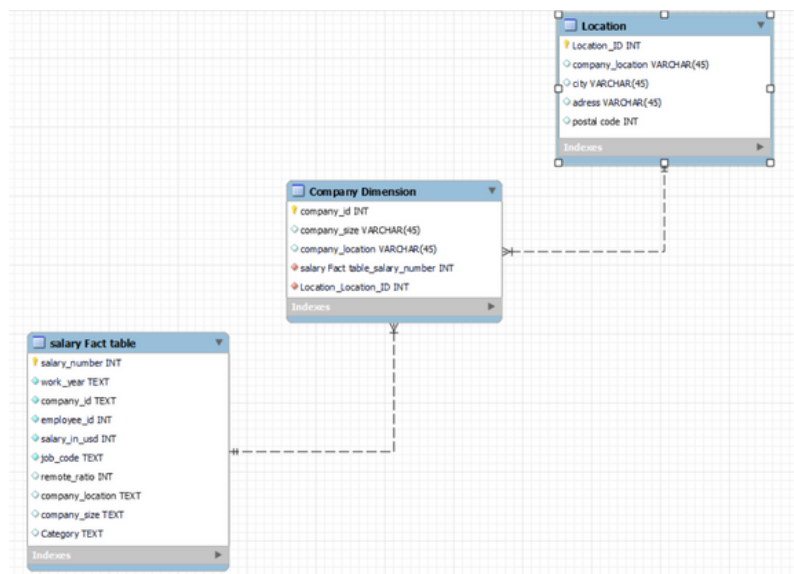 Location
Location_ID INT
company_location VARCHAR(45)
city VARCHAR(45)
adress VARCHAR(45)
postal code INT
Indexes
Company Dimension
company_id INT
company_size VARCHAR(45)
company_location VARCHAR(45)
salary Fact table_salary_number INT
Location_Location_ID INT
Indexes
salary Fact table
salary_number INT
work_year TEXT
company_id TEXT
employee_id INT
salary_in_usd INT
job_code TEXT
remote_ratio INT
company_location TEXT
company_size TEXT
Category TEXT
Indexes